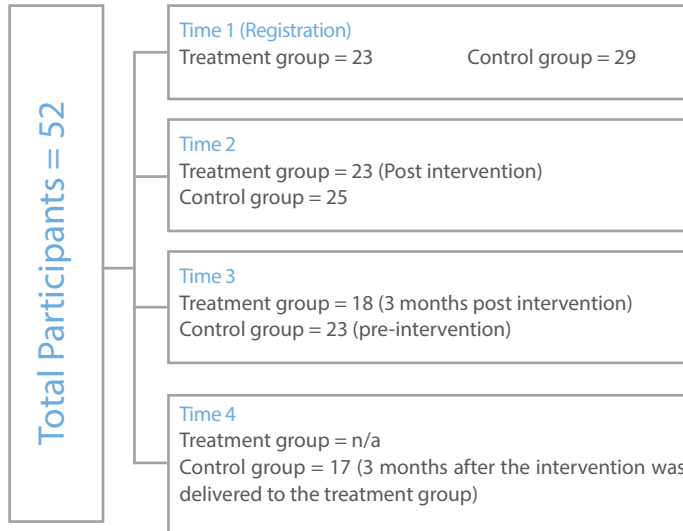 Total Participants = 52
Time 1 (Registration)
Treatment group = 23 Control group = 29
Time 2
Treatment group = 23 (Post intervention)
Control group = 25
Time 3
Treatment group = 18 (3 months post intervention)
Control group = 23 (pre-intervention)
Time 4
Treatment group = n/a
Control group = 17 (3 months after the intervention was
delivered to the treatment group)